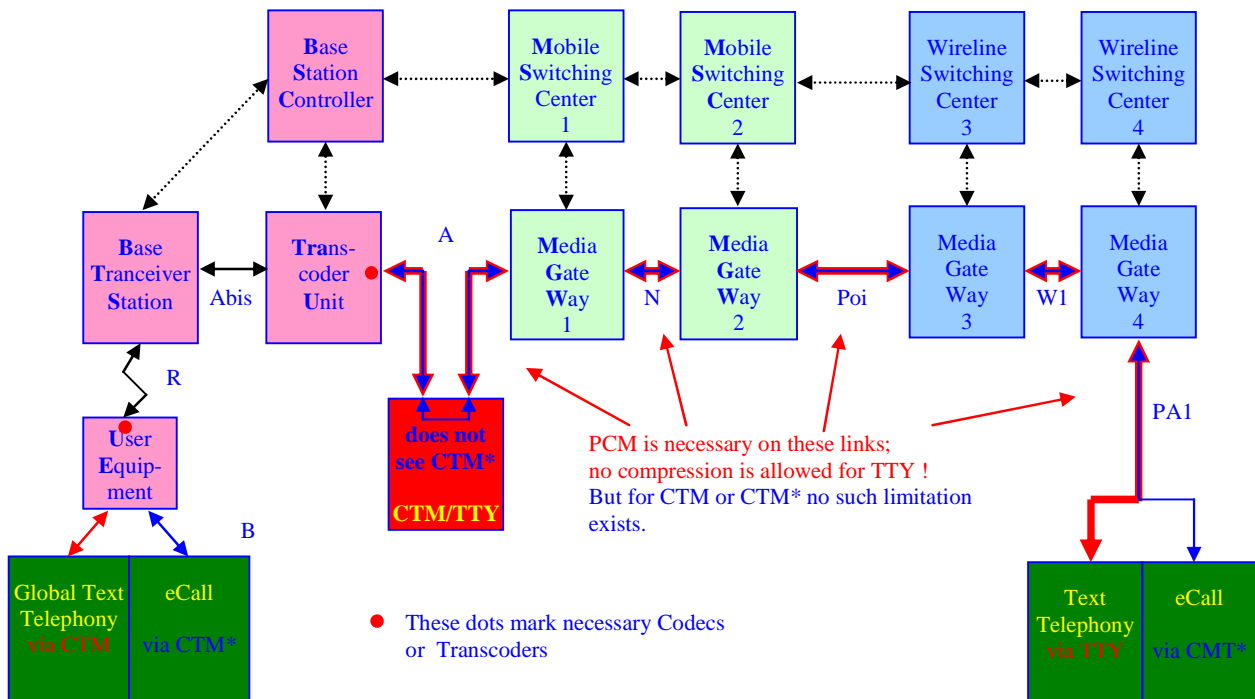 Base
Station
Controller
Mobile
Switching
Center
1
Mobile
Switching
Center
2
Wireline
Switching
Center
3
Wireline
Switching
Center
4
Base
Tranceiver
Station
Abis
Trans-
coder
Unit
A
Media
Gate
Way
1
N
Media
Gate
Way
2
Poi
Media
Gate
Way
3
W1
Media
Gate
Way
4
R
User
Equip-
ment
does not
see CTM*
CTM/TTY
PCM is necessary on these links;
no compression is allowed for TTY !
But for CTM or CTM* no such limitation
exists.
PA1
B
Global Text
Telephony
via CTM
eCall
via CTM*
These dots mark necessary Codecs
or Transcoders
Text
Telephony
via TTY
eCall
via CMT*